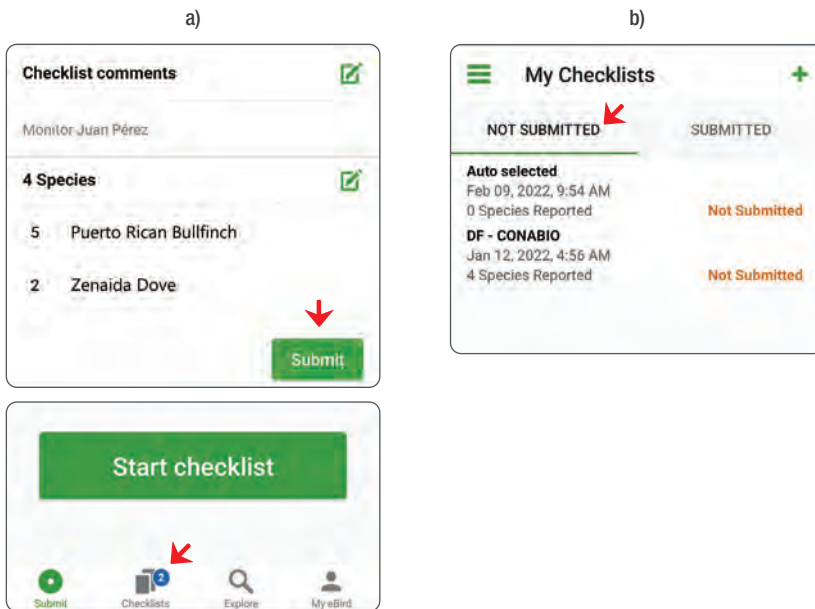 a)
Checklist comments
Monitor Juan Pérez
4 Species
5 Puerto Rican Bullfinch
2 Zenaida Dove
Submit
Start checklist
2
Submit Checklists Explore My eBird
b)
My Checklists +
NOT SUBMITTED SUBMITTED
Auto selected
Feb 09, 2022, 9:54 AM
0 Species Reported Not Submitted
DF - CONABIO
Jan 12, 2022, 4:56 AM
4 Species Reported Not Submitted